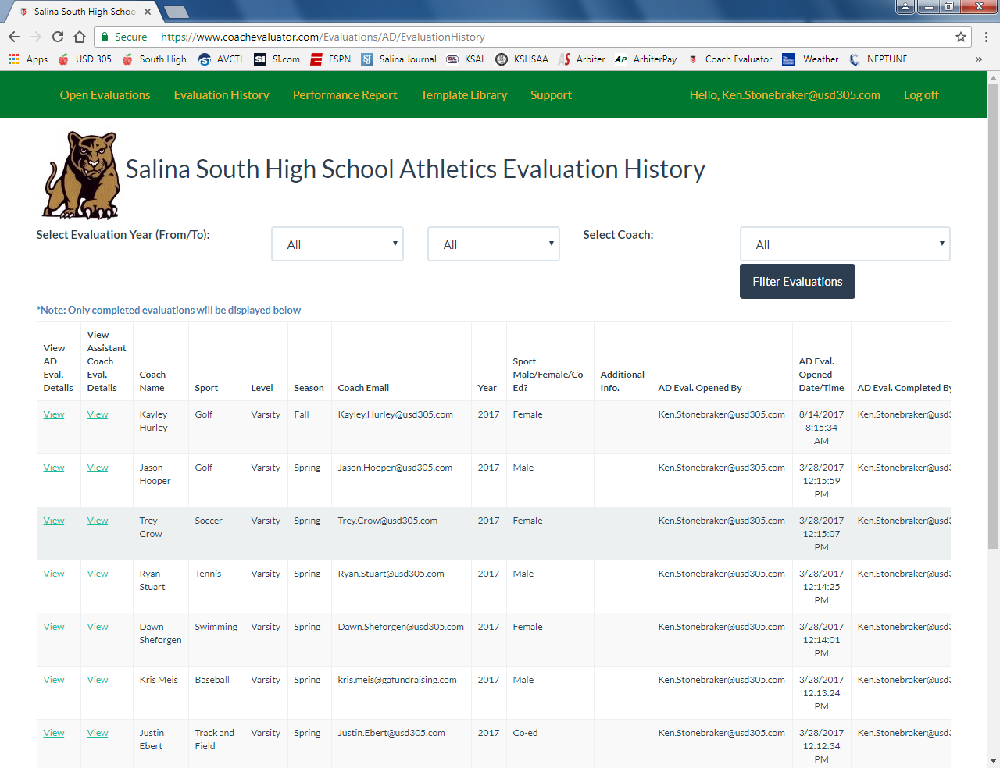 Salina South High Schoo
Secure https://www.coachevaluator.com/Evaluations/AD/EvaluationHistory
Apps USD 305 South High AVCTL SI SI.com ESPN SJ Salina Journal KSAL KSHSAA AS Arbiter AP ArbiterPay Coach Evaluator Weather NEPTUNE »
Open Evaluations Evaluation History Performance Report Template Library Support Hello, Ken.Stonebraker@usd305.com Log off
Salina South High School Athletics Evaluation History
Select Evaluation Year (From/To): All All Select Coach: All
Filter Evaluations
*Note: Only completed evaluations will be displayed below
View AD Eval. Details View Assistant Coach Eval. Details Coach Name Sport Level Season Coach Email Year Sport Male/Female/Co-Ed? Additional Info. AD Eval. Opened By AD Eval. Opened Date/Time AD Eval. Completed By
View View Kayley Hurley Golf Varsity Fall Kayley.Hurley@usd305.com 2017 Female Ken.Stonebraker@usd305.com 8/14/2017 8:15:34 AM Ken.Stonebraker@usd3
View View Jason Hooper Golf Varsity Spring Jason.Hooper@usd305.com 2017 Male Ken.Stonebraker@usd305.com 3/28/2017 12:15:59 PM Ken.Stonebraker@usd3
View View Trey Crow Soccer Varsity Spring Trey.Crow@usd305.com 2017 Female Ken.Stonebraker@usd305.com 3/28/2017 12:15:07 PM Ken.Stonebraker@usd3
View View Ryan Stuart Tennis Varsity Spring Ryan.Stuart@usd305.com 2017 Male Ken.Stonebraker@usd305.com 3/28/2017 12:14:25 PM Ken.Stonebraker@usd3
View View Dawn Sheforgen Swimming Varsity Spring Dawn.Sheforgen@usd305.com 2017 Female Ken.Stonebraker@usd305.com 3/28/2017 12:14:01 PM Ken.Stonebraker@usd3
View View Kris Meis Baseball Varsity Spring kris.meis@gafundraising.com 2017 Male Ken.Stonebraker@usd305.com 3/28/2017 12:13:24 PM Ken.Stonebraker@usd3
View View Justin Ebert Track and Field Varsity Spring Justin.Ebert@usd305.com 2017 Co-ed Ken.Stonebraker@usd305.com 3/28/2017 12:12:34 PM Ken.Stonebraker@usd3